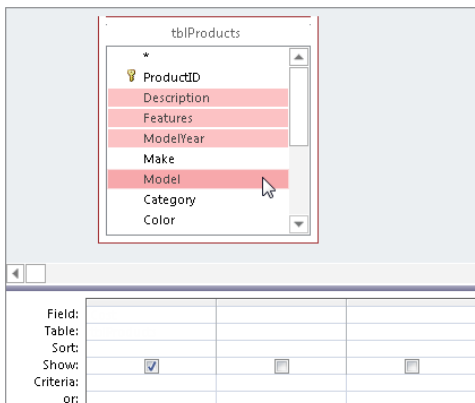 tblProducts
*
ProductID
Description
Features
ModelYear
Make
Model
Category
Color
Field:
Table:
Sort:
Show:
Criteria:
or: